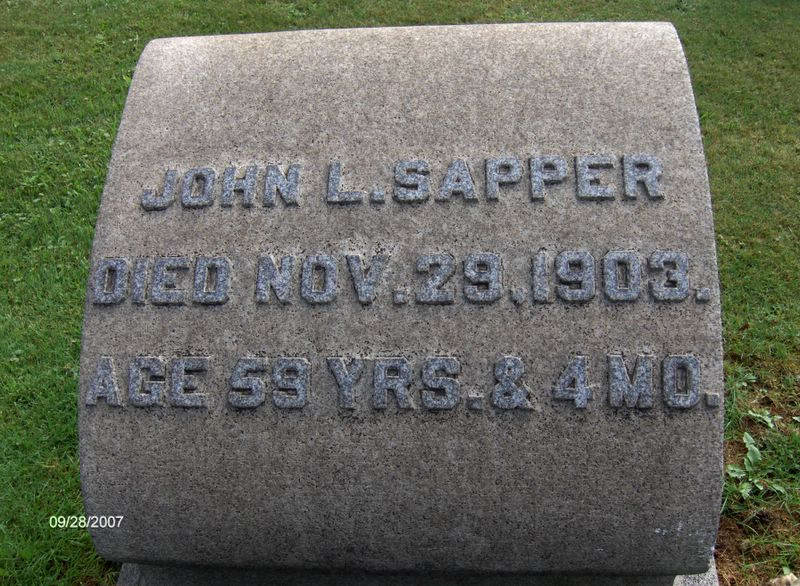 JOHN L. SAPPER
DIED NOV. 29, 1903.
AGE 59 YRS. & 4 MO.
09/28/2007